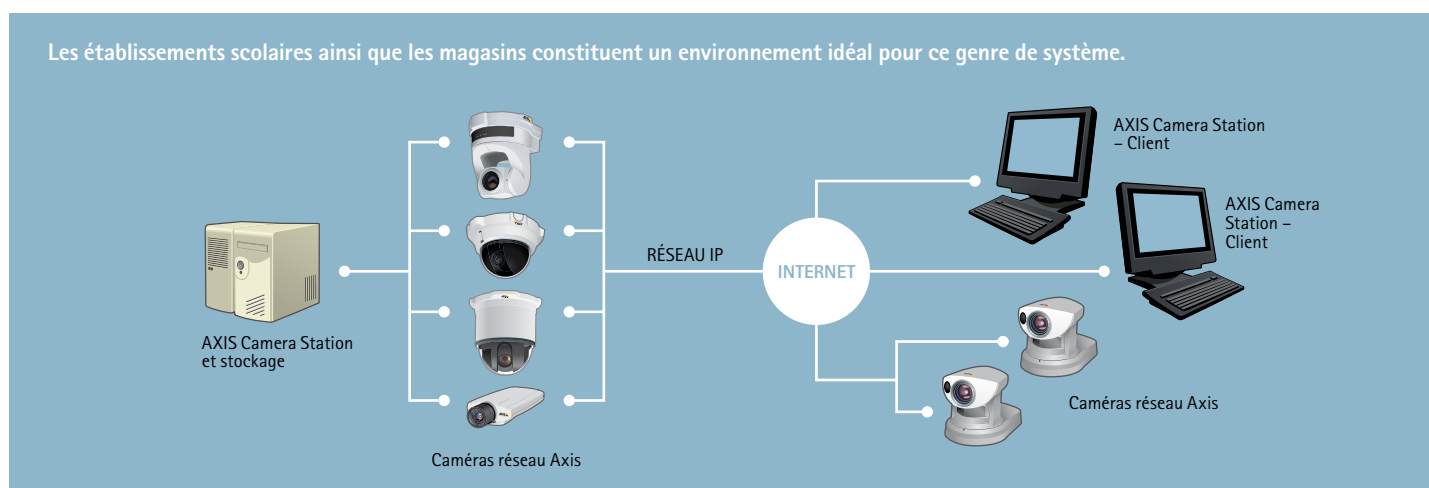 Les établissements scolaires ainsi que les magasins constituent un environnement idéal pour ce genre de système.
AXIS Camera Station
et stockage
Caméras réseau Axis
RÉSEAU IP
INTERNET
AXIS Camera Station
– Client
AXIS Camera
Station –
Client
Caméras réseau Axis